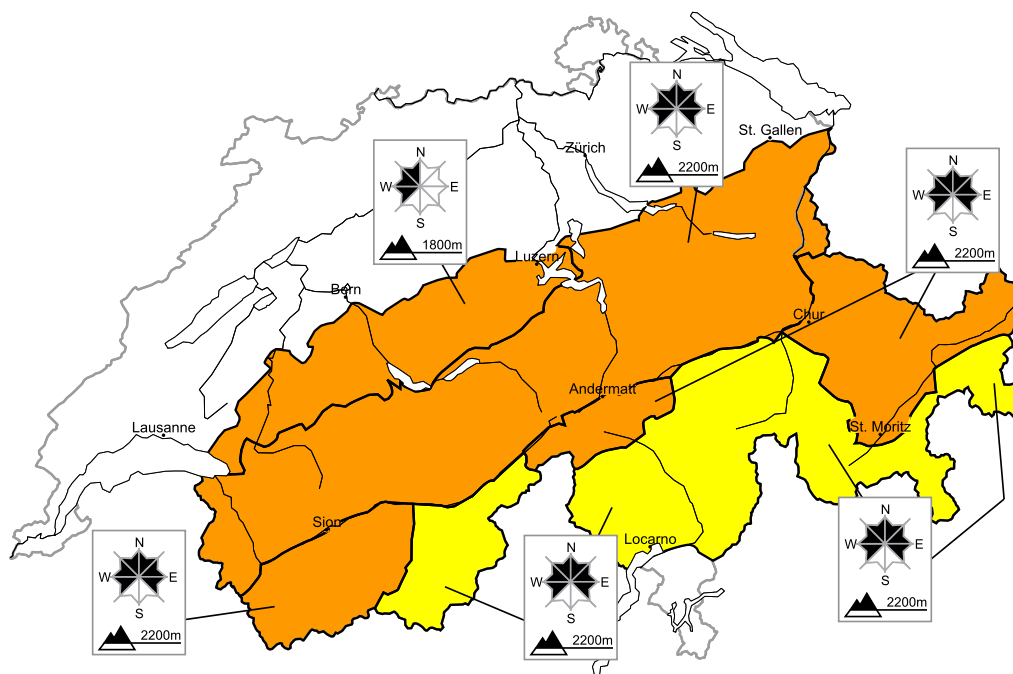 N
W
E
S
2200m
St. Gallen
Zürich
N
W
E
S
1800m
N
W
E
S
2200m
Luzern
Bern
Chur
Andermatt
Lausanne
St. Moritz
Sion
Locarno
N
W
E
S
2200m
N
W
E
S
2200m
N
W
E
S
2200m